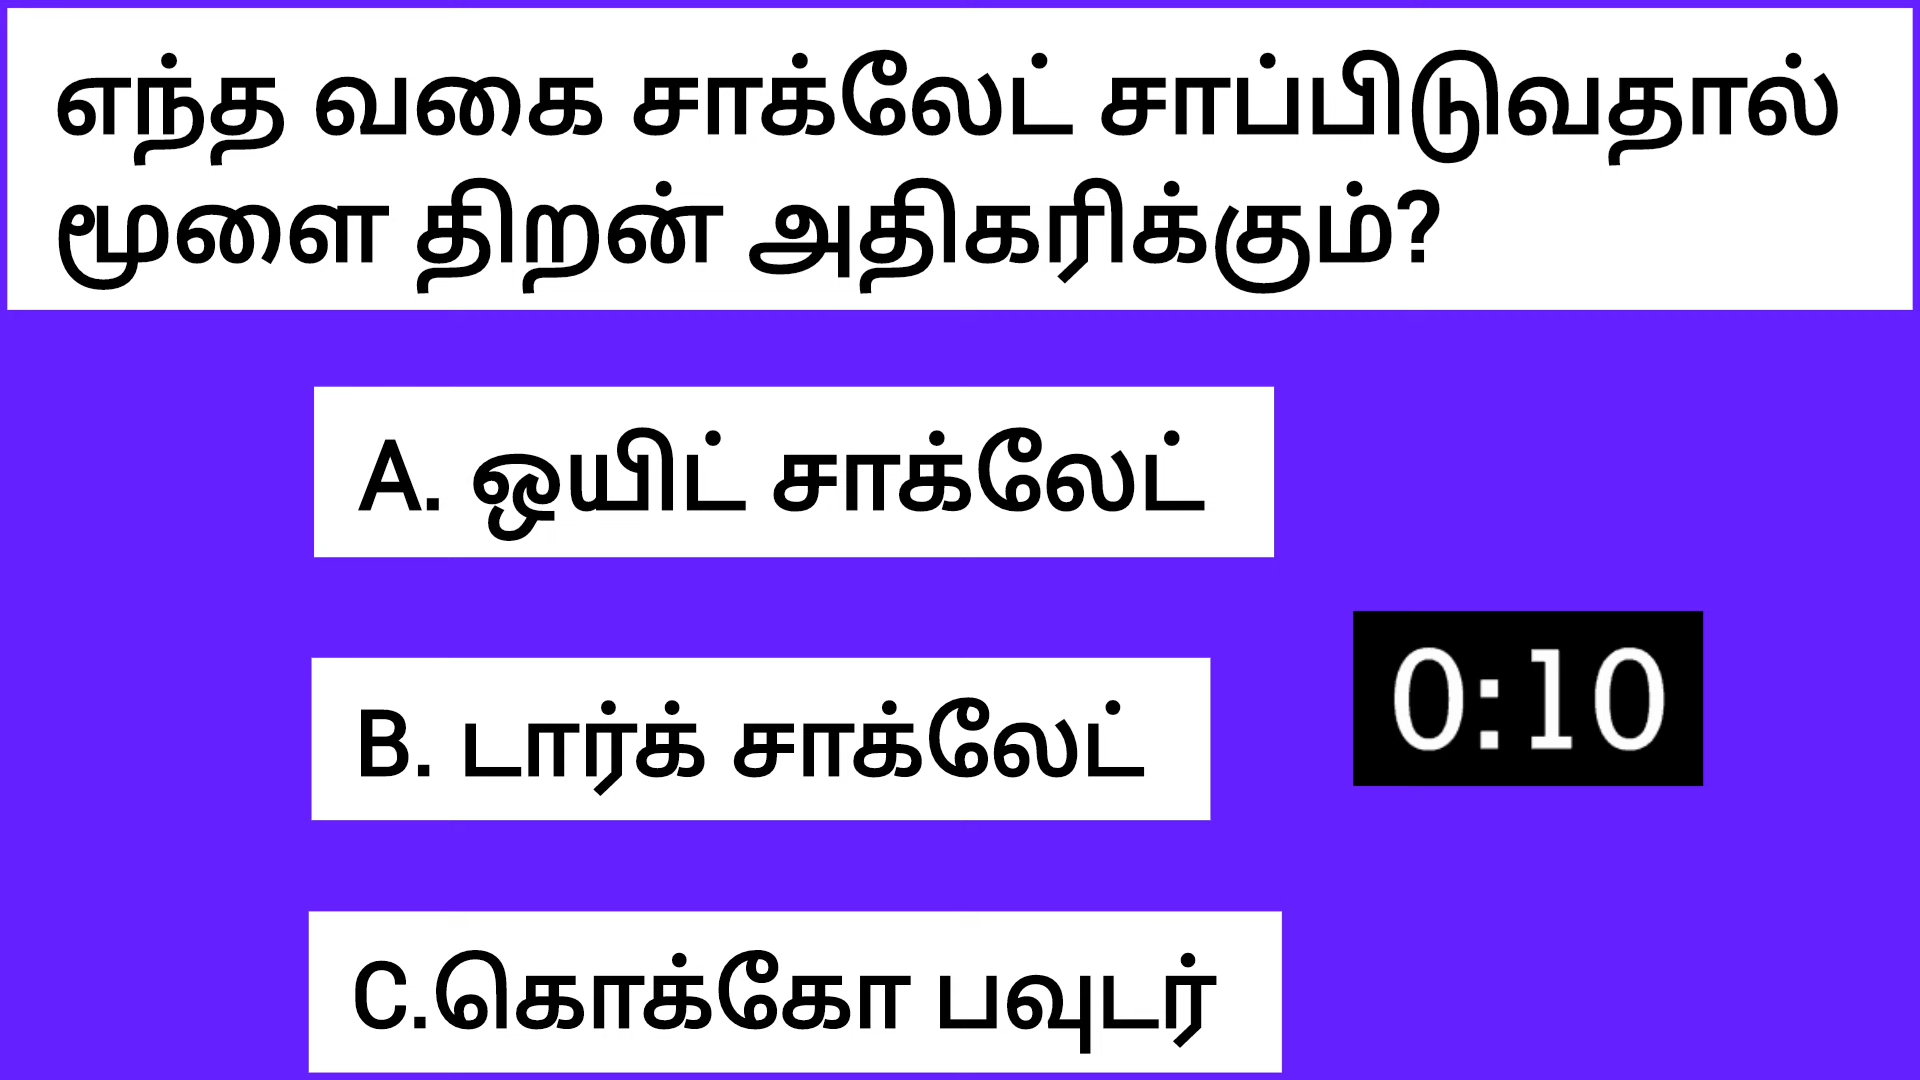 எந்த வகை சாக்லேட் சாப்பிடுவதால்
மூளை திறன் அதிகரிக்கும்?
A. ஒயிட் சாக்லேட்
B. டார்க் சாக்லேட்
0:10
C.கொக்கோ பவுடர்